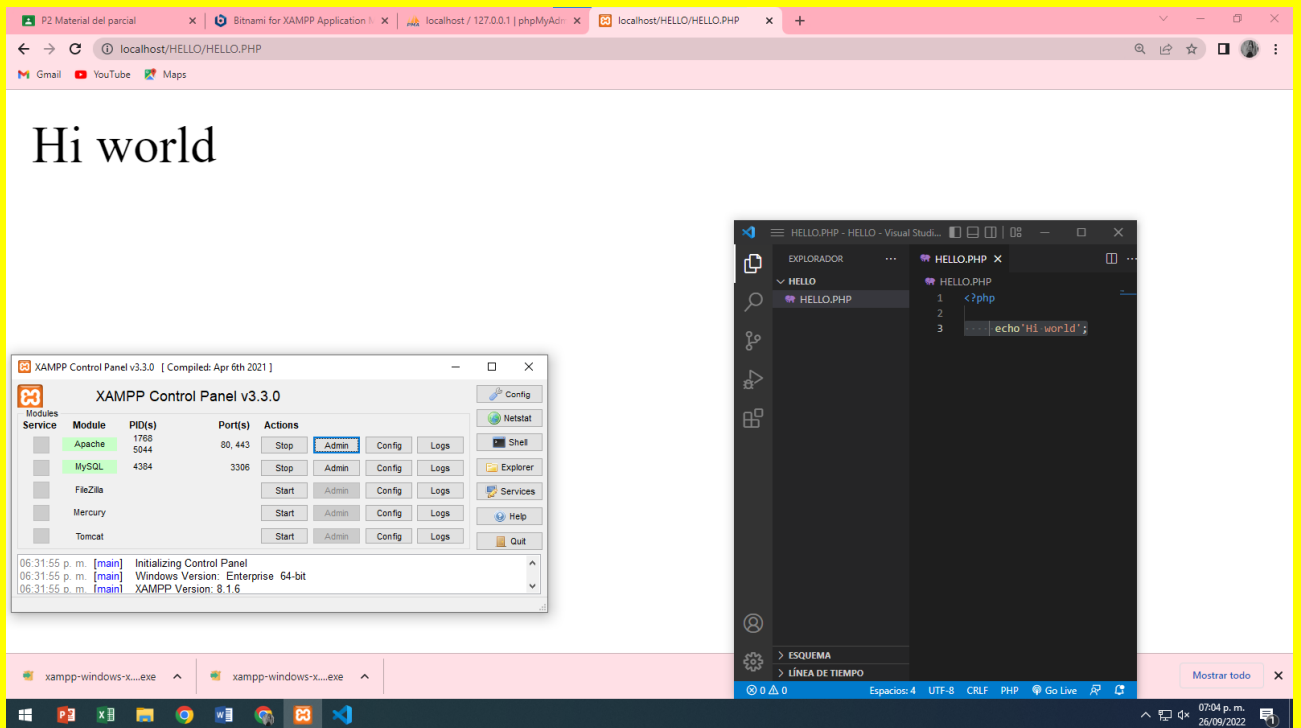 P2 Material del parcial
Bitnami for XAMPP Application M
localhost / 127.0.0.1 | phpMyAdm
localhost/HELLO/HELLO.PHP
localhost/HELLO/HELLO.PHP
Gmail YouTube Maps
Hi world
HELLO.PHP - HELLO - Visual Studi...
EXPLORADOR ...
HELLO
HELLO.PHP
HELLO.PHP
HELLO.PHP
1 <?php
2
3 echo'Hi·world';
ESQUEMA
LÍNEA DE TIEMPO
0 0 Espacios: 4 UTF-8 CRLF PHP Go Live
XAMPP Control Panel v3.3.0 [ Compiled: Apr 6th 2021 ]
XAMPP Control Panel v3.3.0
Modules
Service Module PID(s) Port(s) Actions
Apache 1768 5044 80, 443 Stop Admin Config Logs
MySQL 4384 3306 Stop Admin Config Logs
FileZilla Start Admin Config Logs
Mercury Start Admin Config Logs
Tomcat Start Admin Config Logs
Config
Netstat
Shell
Explorer
Services
Help
Quit
06:31:55 p. m. [main] Initializing Control Panel
06:31:55 p. m. [main] Windows Version: Enterprise 64-bit
06:31:55 p. m. [main] XAMPP Version: 8.1.6
xampp-windows-x....exe
xampp-windows-x....exe
Mostrar todo
07:04 p. m.
26/09/2022